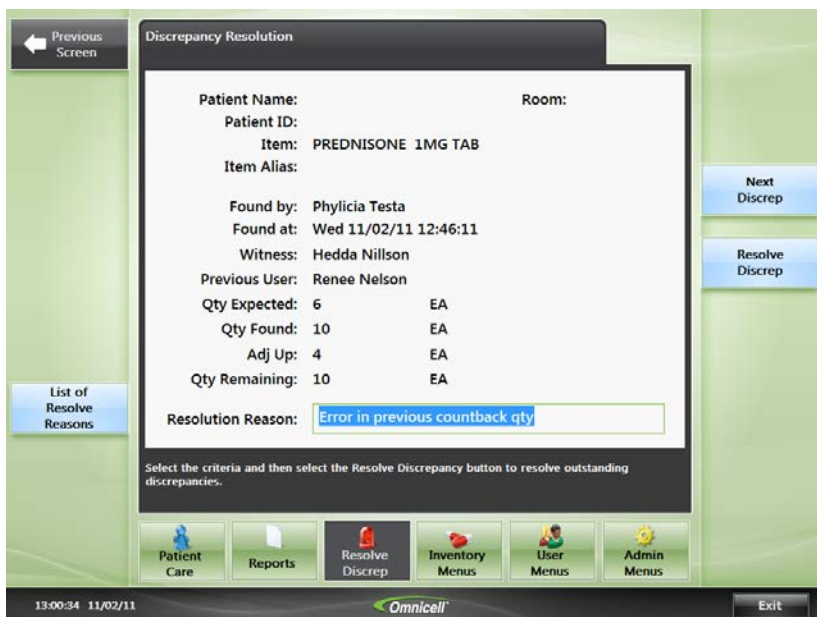 Previous
Screen
Discrepancy Resolution
Patient Name:
Room:
Patient ID:
Item: PREDNISONE 1MG TAB
Item Alias:
Found by: Phylicia Testa
Found at: Wed 11/02/11 12:46:11
Witness: Hedda Nillson
Previous User: Renee Nelson
Qty Expected: 6 EA
Qty Found: 10 EA
Adj Up: 4 EA
Qty Remaining: 10 EA
Resolution Reason: Error in previous countback qty
Next
Discrep
Resolve
Discrep
List of
Resolve
Reasons
Select the criteria and then select the Resolve Discrepancy button to resolve outstanding
discrepancies.
Patient
Care
Reports
Resolve
Discrep
Inventory
Menus
User
Menus
Admin
Menus
13:00:34 11/02/11
Omnicell
Exit